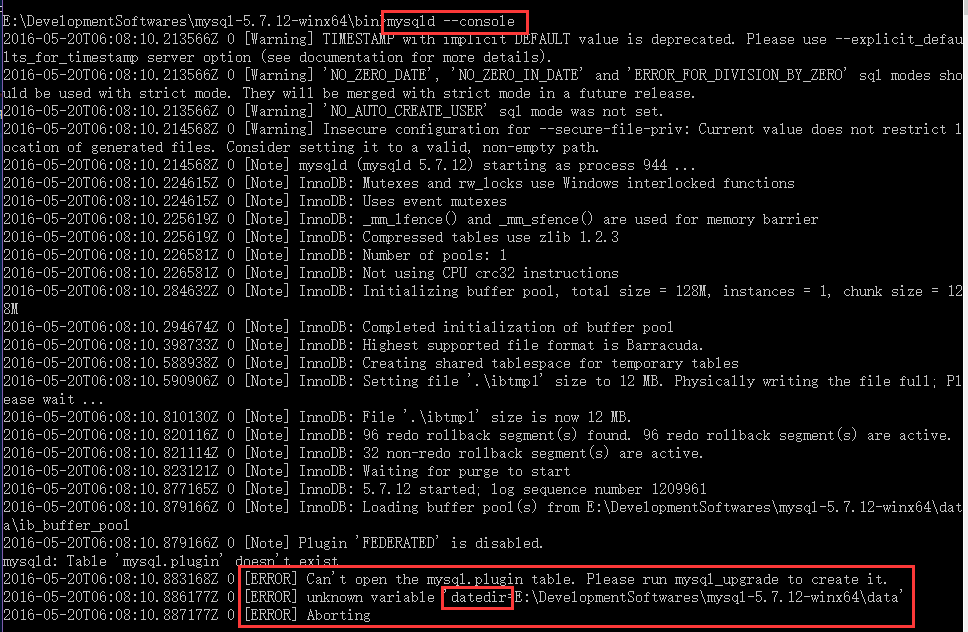 E:\DevelopmentSoftwares\mysql-5.7.12-winx64\bin>mysqld --console
2016-05-20T06:08:10.213566Z 0 [Warning] TIMESTAMP with implicit DEFAULT value is deprecated. Please use --explicit_defau
lts_for_timestamp server option (see documentation for more details).
2016-05-20T06:08:10.213566Z 0 [Warning] 'NO_ZERO_DATE', 'NO_ZERO_IN_DATE' and 'ERROR_FOR_DIVISION_BY_ZERO' sql modes sho
uld be used with strict mode. They will be merged with strict mode in a future release.
2016-05-20T06:08:10.213566Z 0 [Warning] 'NO_AUTO_CREATE_USER' sql mode was not set.
2016-05-20T06:08:10.214568Z 0 [Warning] Insecure configuration for --secure-file-priv: Current value does not restrict l
ocation of generated files. Consider setting it to a valid, non-empty path.
2016-05-20T06:08:10.214568Z 0 [Note] mysqld (mysqld 5.7.12) starting as process 944 ...
2016-05-20T06:08:10.224615Z 0 [Note] InnoDB: Mutexes and rw_locks use Windows interlocked functions
2016-05-20T06:08:10.224615Z 0 [Note] InnoDB: Uses event mutexes
2016-05-20T06:08:10.225619Z 0 [Note] InnoDB: _mm_lfence() and _mm_sfence() are used for memory barrier
2016-05-20T06:08:10.225619Z 0 [Note] InnoDB: Compressed tables use zlib 1.2.3
2016-05-20T06:08:10.226581Z 0 [Note] InnoDB: Number of pools: 1
2016-05-20T06:08:10.226581Z 0 [Note] InnoDB: Not using CPU crc32 instructions
2016-05-20T06:08:10.284632Z 0 [Note] InnoDB: Initializing buffer pool, total size = 128M, instances = 1, chunk size = 12
8M
2016-05-20T06:08:10.294674Z 0 [Note] InnoDB: Completed initialization of buffer pool
2016-05-20T06:08:10.398733Z 0 [Note] InnoDB: Highest supported file format is Barracuda.
2016-05-20T06:08:10.588938Z 0 [Note] InnoDB: Creating shared tablespace for temporary tables
2016-05-20T06:08:10.590906Z 0 [Note] InnoDB: Setting file '.\ibtmp1' size to 12 MB. Physically writing the file full; Pl
ease wait ...
2016-05-20T06:08:10.810130Z 0 [Note] InnoDB: File '.\ibtmp1' size is now 12 MB.
2016-05-20T06:08:10.820116Z 0 [Note] InnoDB: 96 redo rollback segment(s) found. 96 redo rollback segment(s) are active.
2016-05-20T06:08:10.821114Z 0 [Note] InnoDB: 32 non-redo rollback segment(s) are active.
2016-05-20T06:08:10.823121Z 0 [Note] InnoDB: Waiting for purge to start
2016-05-20T06:08:10.877165Z 0 [Note] InnoDB: 5.7.12 started; log sequence number 1209961
2016-05-20T06:08:10.879166Z 0 [Note] InnoDB: Loading buffer pool(s) from E:\DevelopmentSoftwares\mysql-5.7.12-winx64\dat
a\ib_buffer_pool
2016-05-20T06:08:10.879166Z 0 [Note] Plugin 'FEDERATED' is disabled.
mysqld: Table 'mysql.plugin' doesn't exist
2016-05-20T06:08:10.883168Z 0 [ERROR] Can't open the mysql.plugin table. Please run mysql_upgrade to create it.
2016-05-20T06:08:10.886177Z 0 [ERROR] unknown variable 'datedir=E:\DevelopmentSoftwares\mysql-5.7.12-winx64\data'
2016-05-20T06:08:10.887177Z 0 [ERROR] Aborting